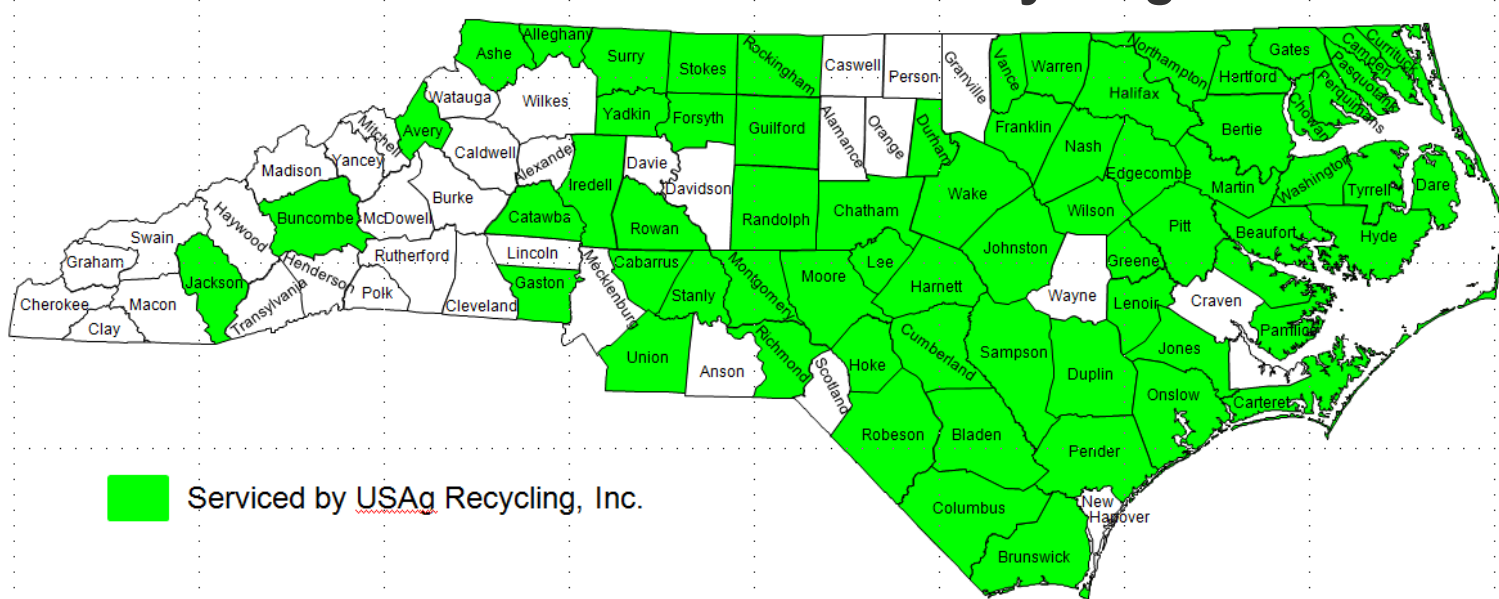 Ashe
Alleghany
Surry
Stokes
Rockingham
Caswell
Person
Granville
Vance
Warren
Northampton
Halifax
Hertford
Gates
Camden
Currituck
Pasquotank
Perquimans
Chowan
Watauga
Wilkes
Yadkin
Forsyth
Guilford
Alamance
Orange
Durham
Franklin
Nash
Edgecombe
Bertie
Martin
Washington
Tyrrell
Dare
Avery
Mitchell
Yancey
Madison
Caldwell
Alexander
Iredell
Davie
Davidson
Randolph
Chatham
Wake
Wilson
Pitt
Beaufort
Hyde
Buncombe
McDowell
Burke
Catawba
Rowan
Haywood
Swain
Graham
Jackson
Cherokee
Macon
Clay
Transylvania
Henderson
Rutherford
Polk
Cleveland
Lincoln
Gaston
Mecklenburg
Cabarrus
Stanly
Montgomery
Moore
Lee
Harnett
Johnston
Wayne
Greene
Lenoir
Craven
Pamlico
Jones
Union
Anson
Richmond
Scotland
Hoke
Cumberland
Sampson
Duplin
Onslow
Carteret
Robeson
Bladen
Pender
Columbus
Brunswick
New
Hanover
Serviced by USAg Recycling, Inc.